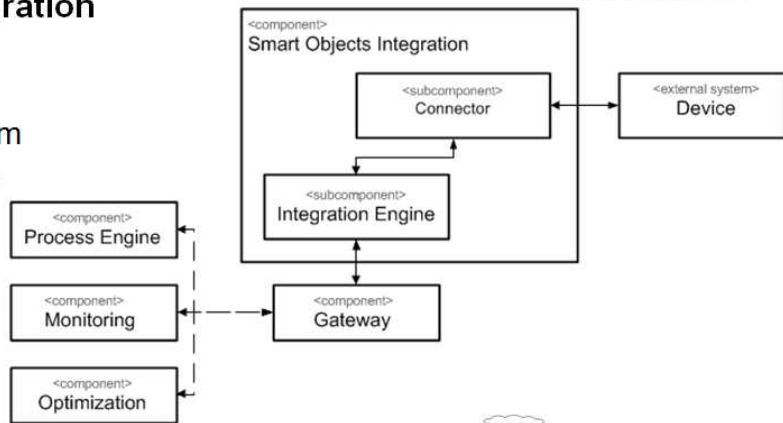 ration
<component>
Smart Objects Integration
<subcomponent>
Connector
<external system>
Device
m
<subcomponent>
Integration Engine
<component>
Process Engine
<component>
Monitoring
<component>
Gateway
<component>
Optimization